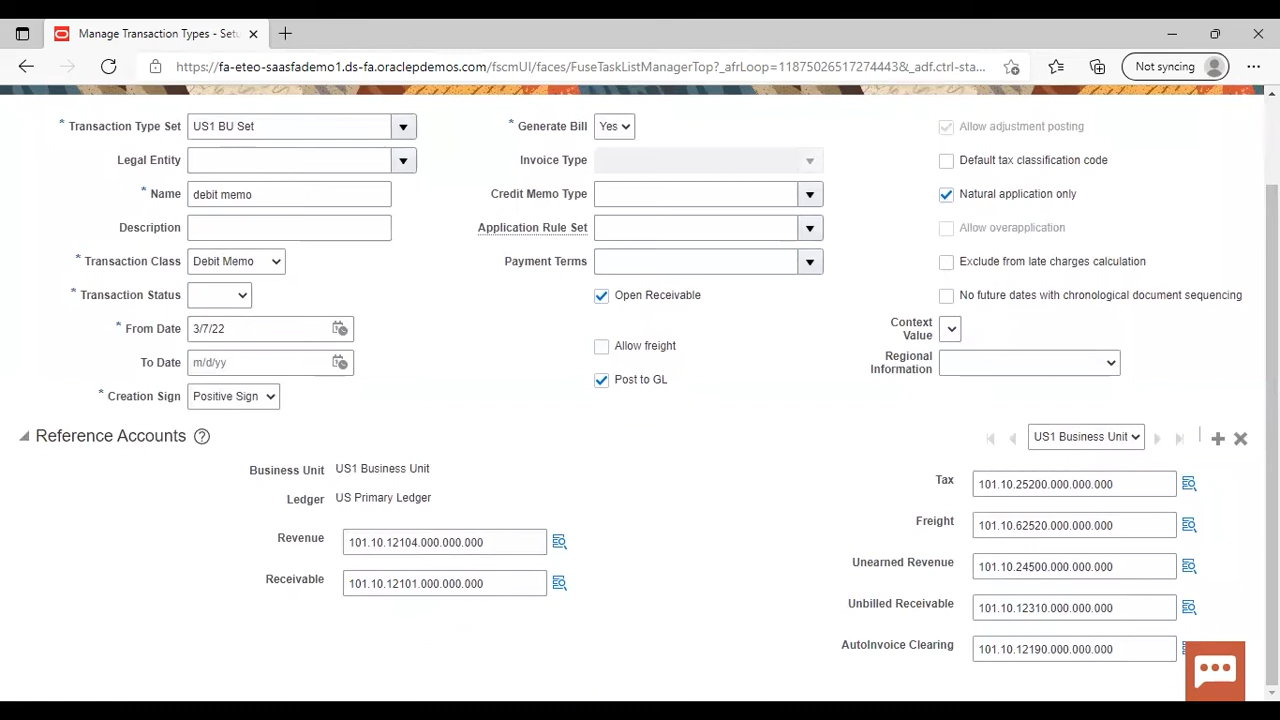 Manage Transaction Types - Setu
https://fa-eteo-saasfademo1.ds-fa.oraclepdemos.com/fscmUI/faces/FuseTaskListManagerTop?_afrLoop=11875026517274443&_adf.ctrl-sta...
Not syncing
* Transaction Type Set US1 BU Set
Legal Entity
* Name debit memo
Description
* Transaction Class Debit Memo
* Transaction Status
* From Date 3/7/22
To Date m/d/yy
* Creation Sign Positive Sign
* Generate Bill Yes
Invoice Type
Credit Memo Type
Application Rule Set
Payment Terms
Open Receivable
Allow freight
Post to GL
Allow adjustment posting
Default tax classification code
Natural application only
Allow overapplication
Exclude from late charges calculation
No future dates with chronological document sequencing
Context Value
Regional Information
Reference Accounts ?
US1 Business Unit
Business Unit US1 Business Unit
Ledger US Primary Ledger
Revenue 101.10.12104.000.000.000
Receivable 101.10.12101.000.000.000
Tax 101.10.25200.000.000.000
Freight 101.10.62520.000.000.000
Unearned Revenue 101.10.24500.000.000.000
Unbilled Receivable 101.10.12310.000.000.000
AutoInvoice Clearing 101.10.12190.000.000.000